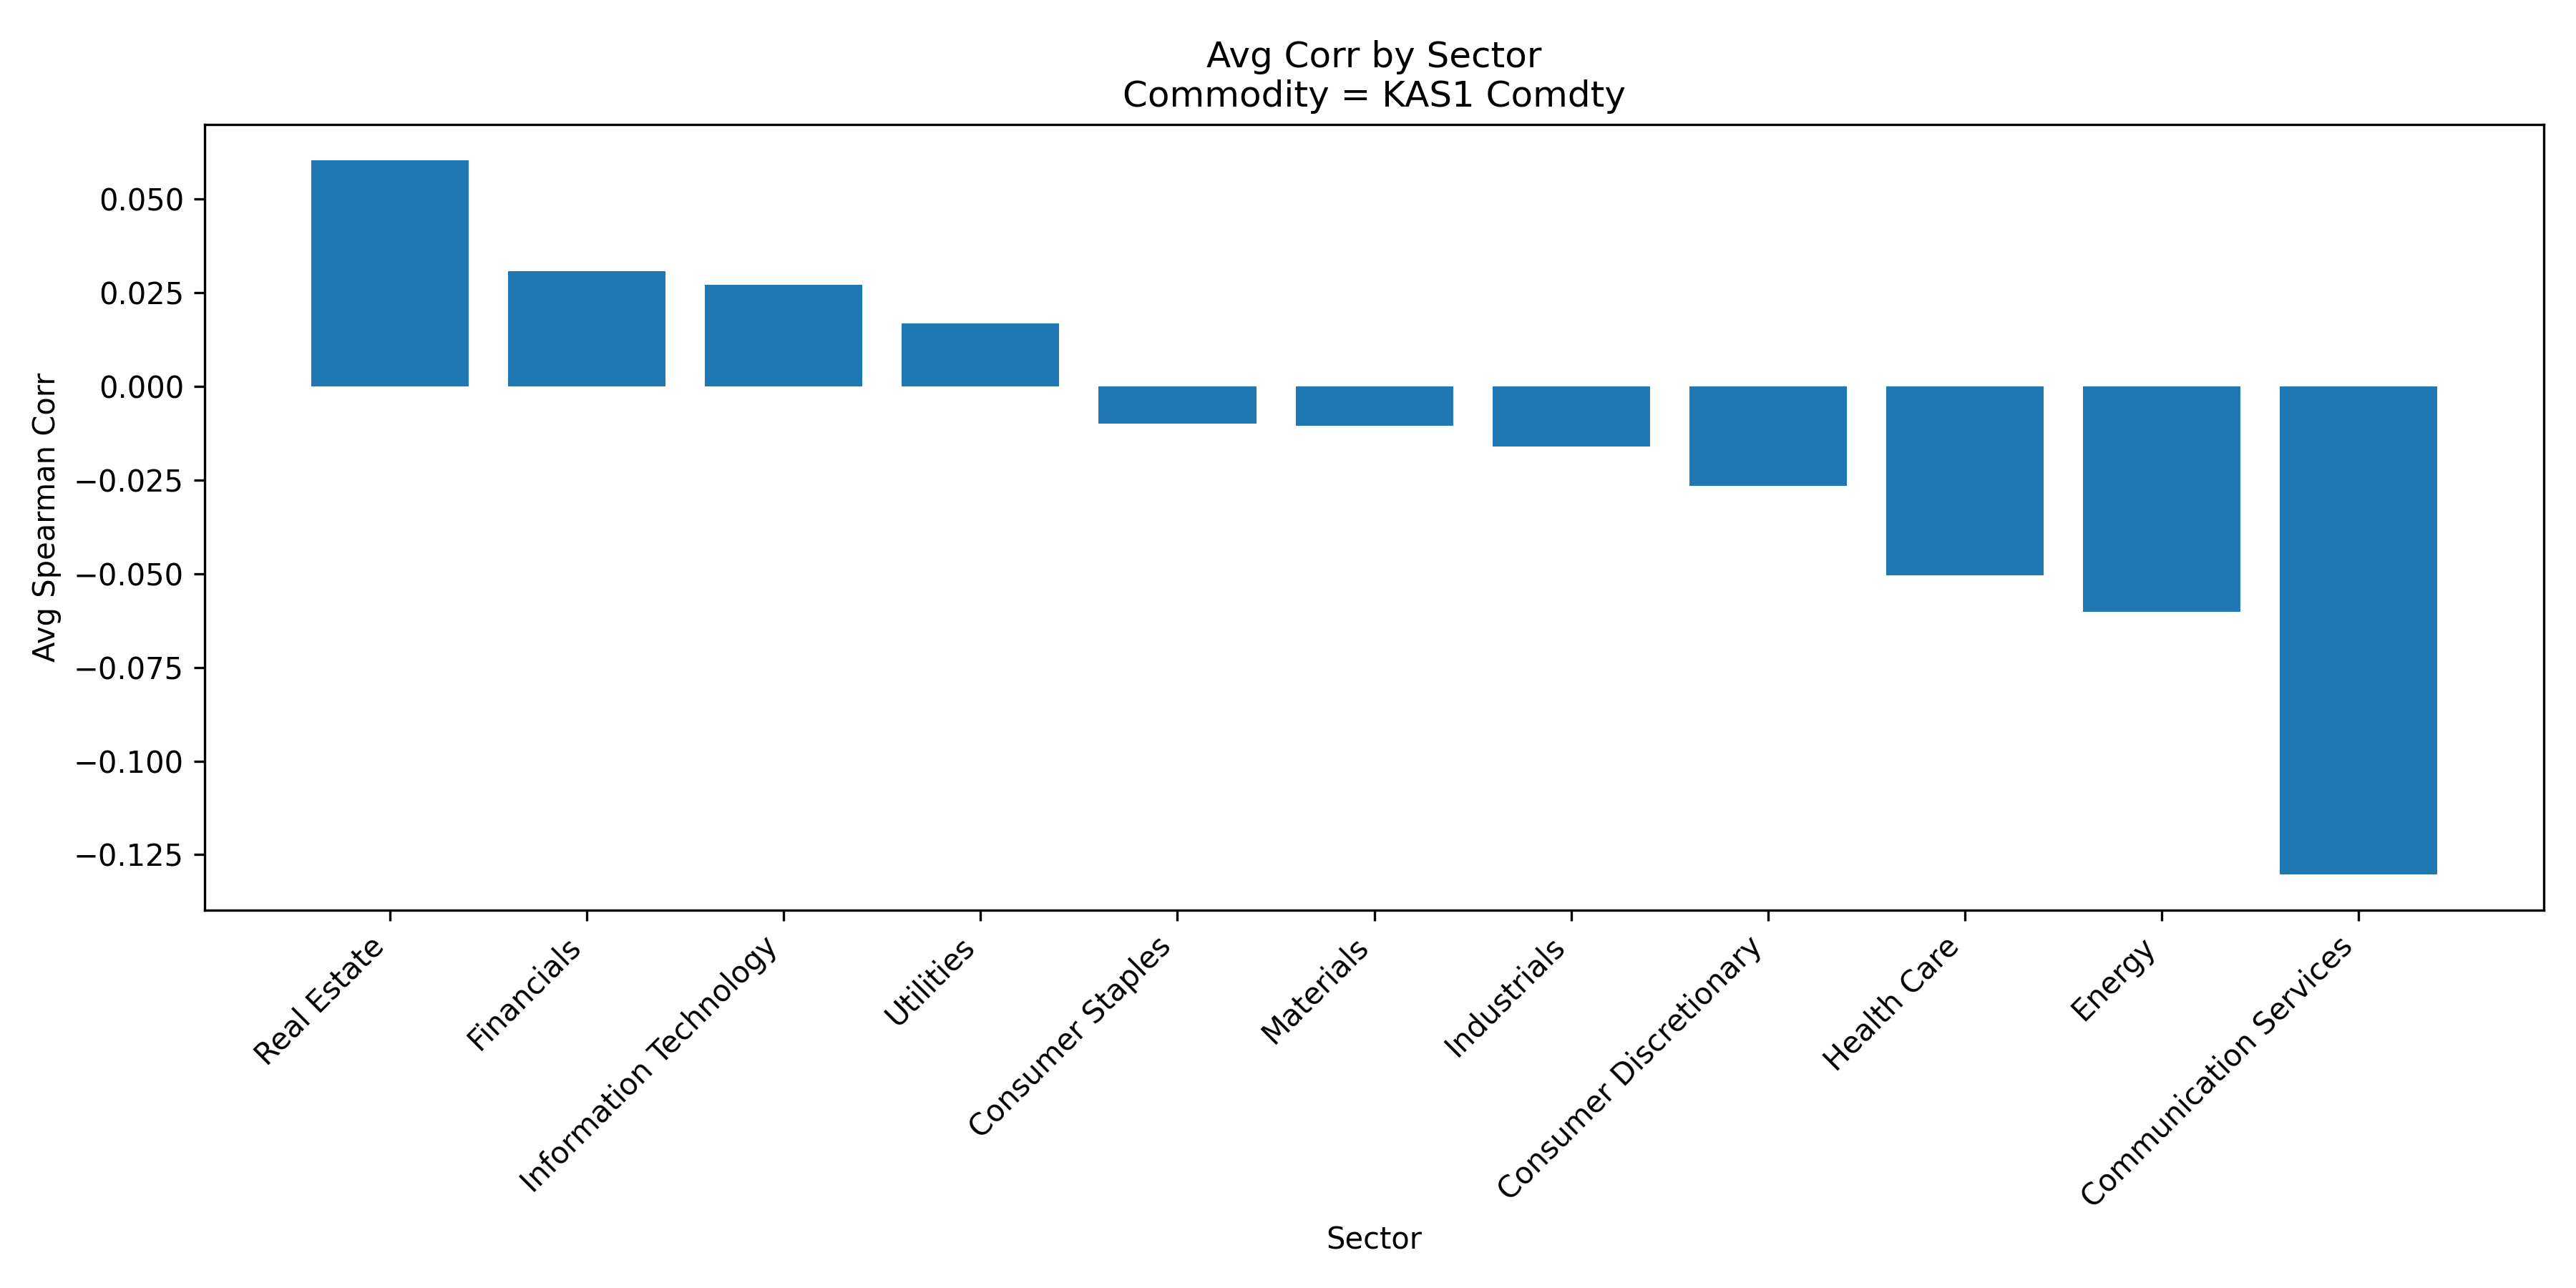 Avg Corr by Sector
Commodity = KAS1 Comdty
Avg Spearman Corr
0.050
0.025
0.000
−0.025
−0.050
−0.075
−0.100
−0.125
Real Estate
Financials
Information Technology
Utilities
Consumer Staples
Materials
Industrials
Consumer Discretionary
Health Care
Energy
Communication Services
Sector